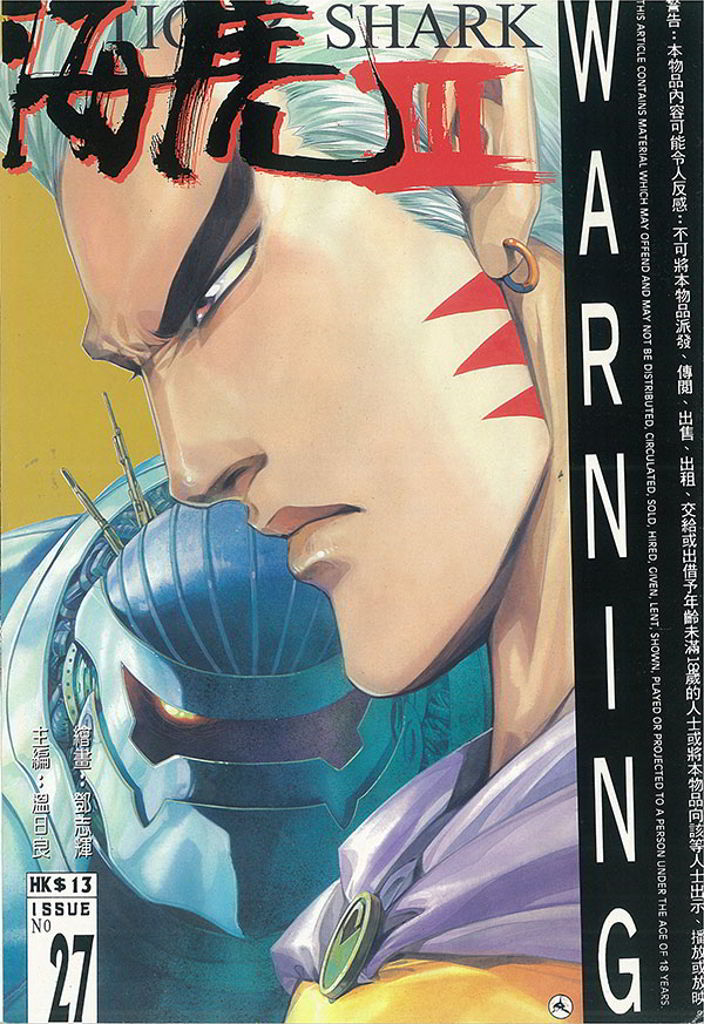 TIGER SHARK
海虎III
WARNING
THIS ARTICLE CONTAINS MATERIAL WHICH MAY OFFEND AND MAY NOT BE DISTRIBUTED, CIRCULATED, SOLD, HIRED, GIVEN, LENT, SHOWN, PLAYED OR PROJECTED TO A PERSON UNDER THE AGE OF 18 YEARS.
警告：本物品內容可能令人反感：不可將本物品派發、傳閱、出售、出租、交給或出借予年齡未滿18歲的人士或將本物品向該等人士出示、播放或放映
繪畫：鄧志輝
主編：溫日良
HK$ 13
ISSUE
NO
27